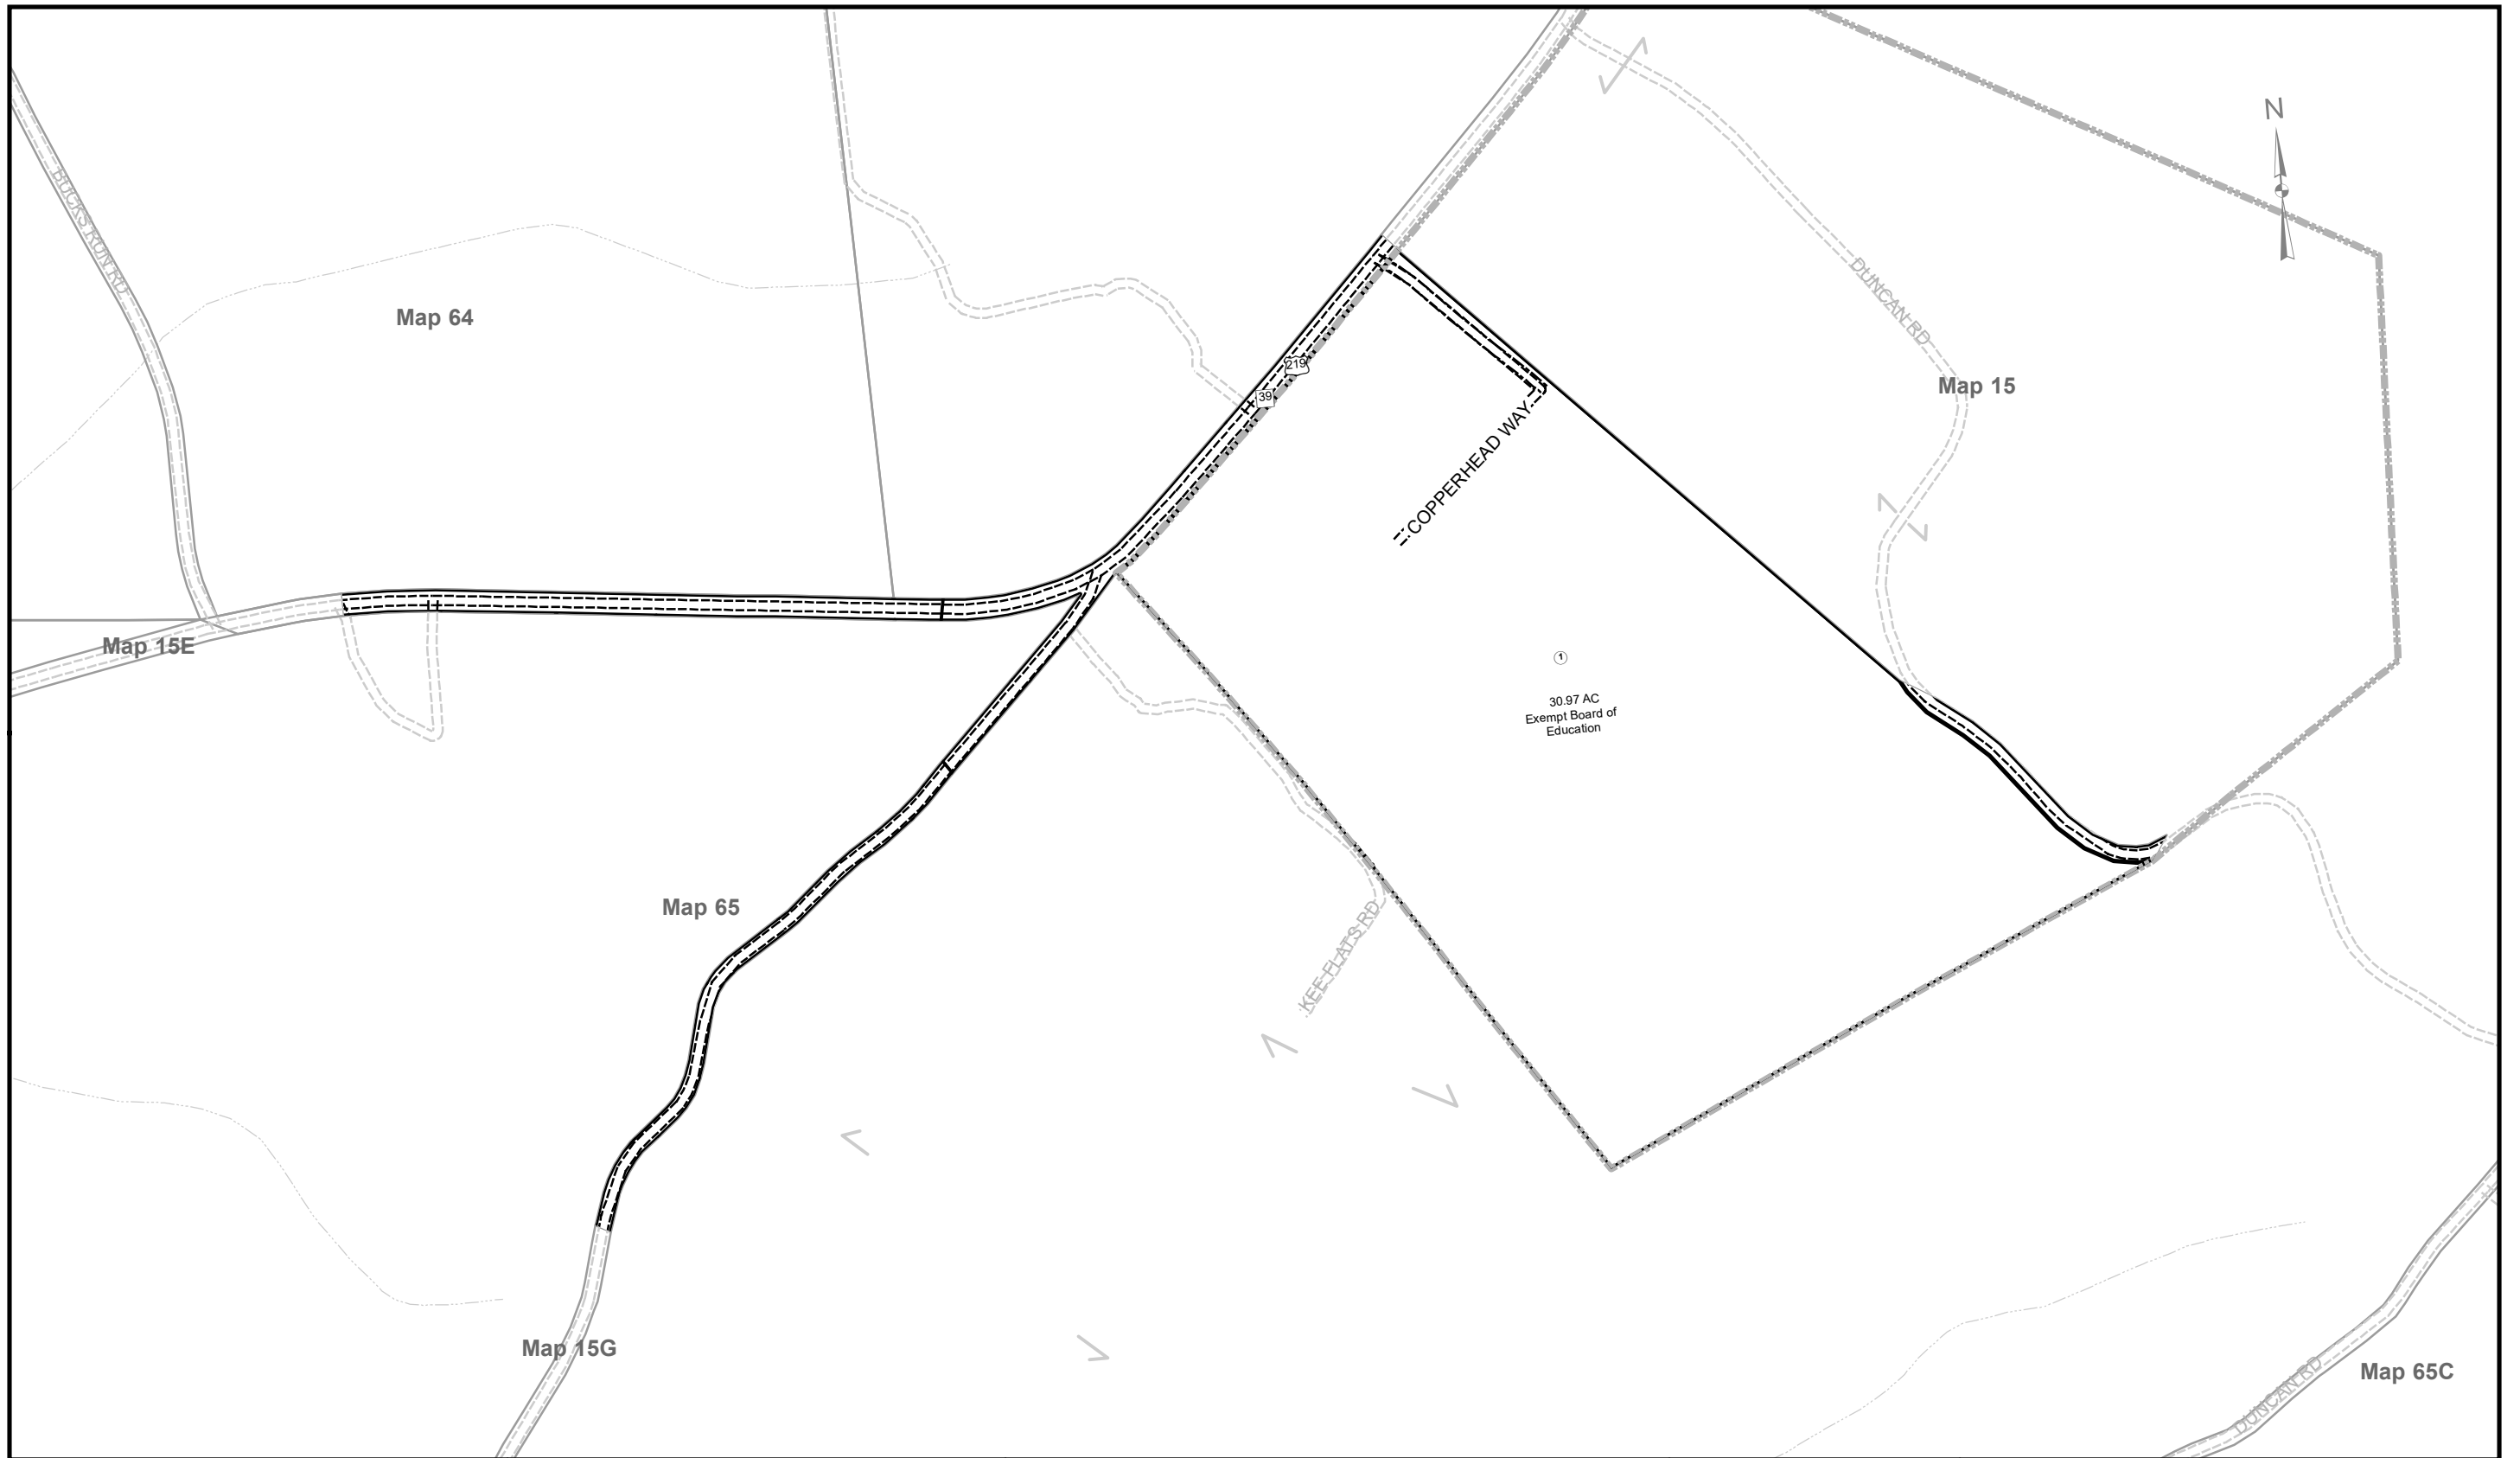 N
BUCKS RUN RD
Map 64
DUNCAN RD
219
Map 15
39
COPPERHEAD WAY
Map 15E
1
30.97 AC
Exempt Board of
Education
Map 65
KEE FLATS RD
Map 15G
DUNCAN RD
Map 65C